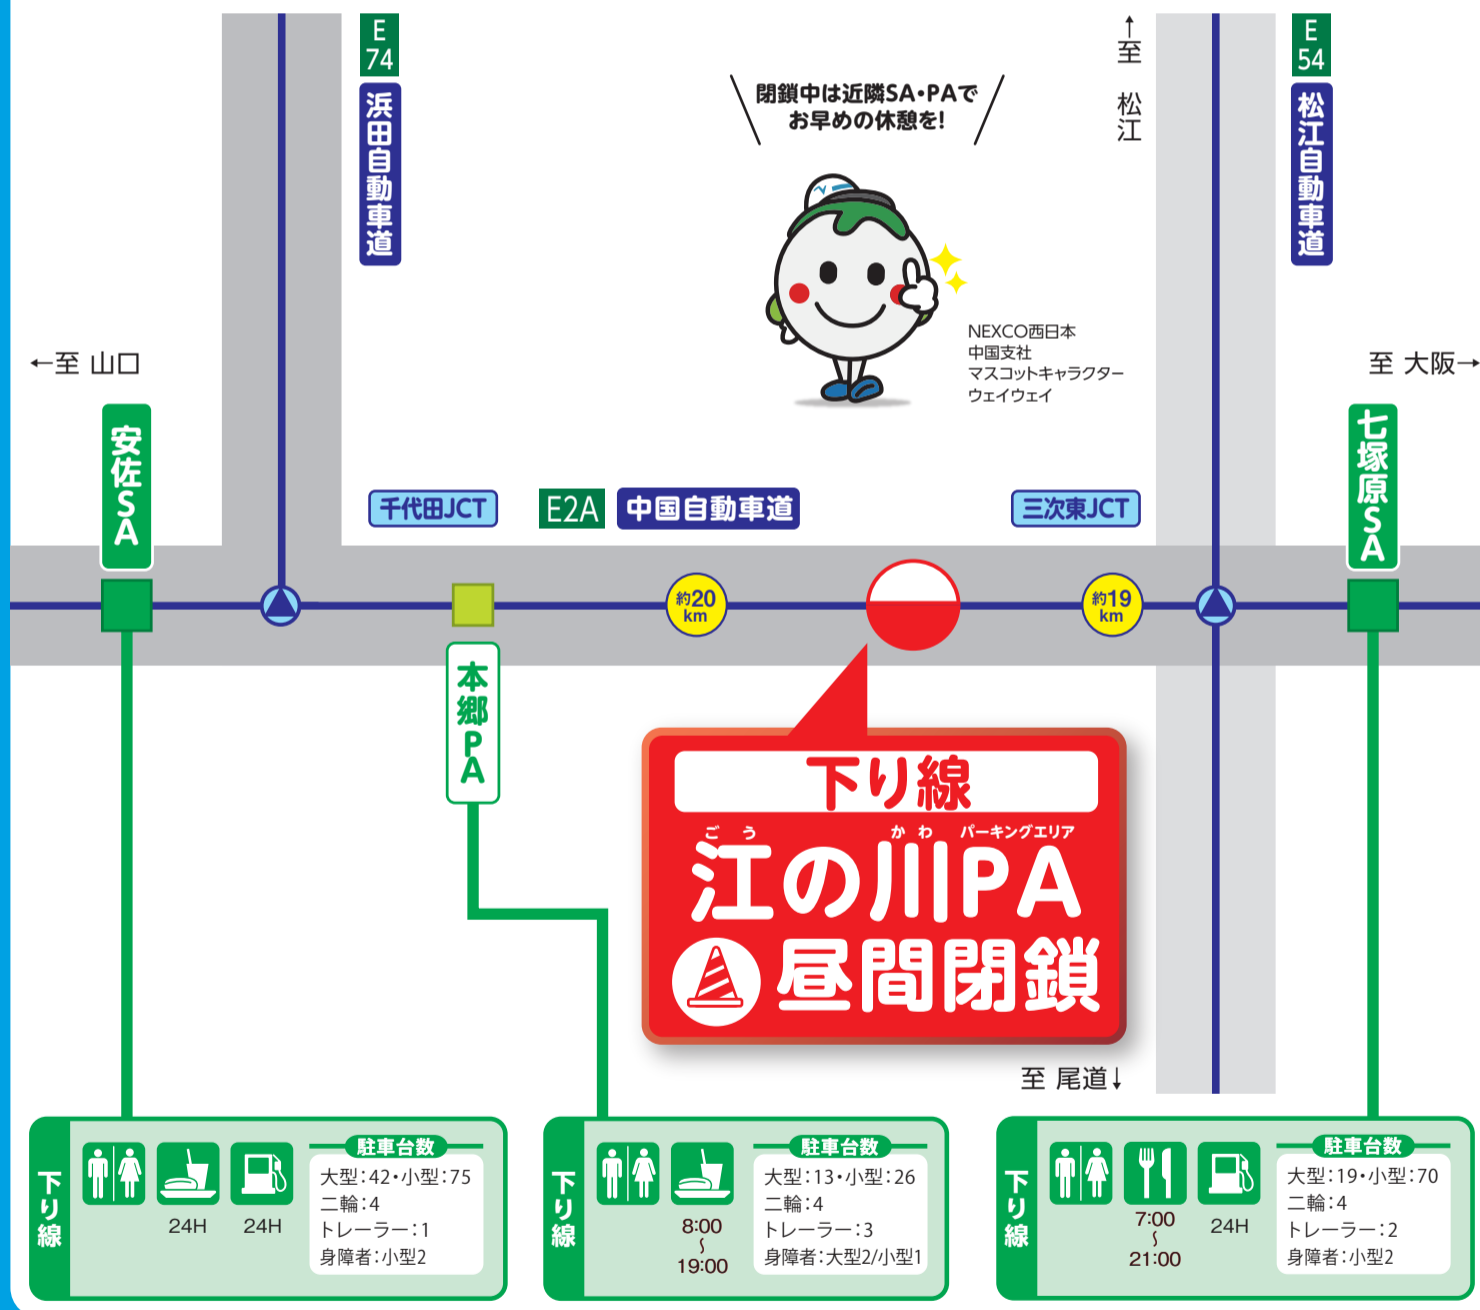 E
74
浜田自動車道
閉鎖中は近隣SA・PAで
お早めの休憩を!
↑至 松江
E
54
松江自動車道
NEXCO西日本
中国支社
マスコットキャラクター
ウェイウェイ
←至 山口
至 大阪→
安佐SA
千代田JCT
E2A
中国自動車道
三次東JCT
七塚原SA
約20
km
約19
km
本郷PA
下り線
ごう かわ パーキングエリア
江の川PA
昼間閉鎖
至 尾道↓
下り線
24H
24H
駐車台数
大型:42・小型:75
二輪:4
トレーラー:1
身障者:小型2
下り線
8:00
〜
19:00
駐車台数
大型:13・小型:26
二輪:4
トレーラー:3
身障者:大型2/小型1
下り線
7:00
〜
21:00
24H
駐車台数
大型:19・小型:70
二輪:4
トレーラー:2
身障者:小型2